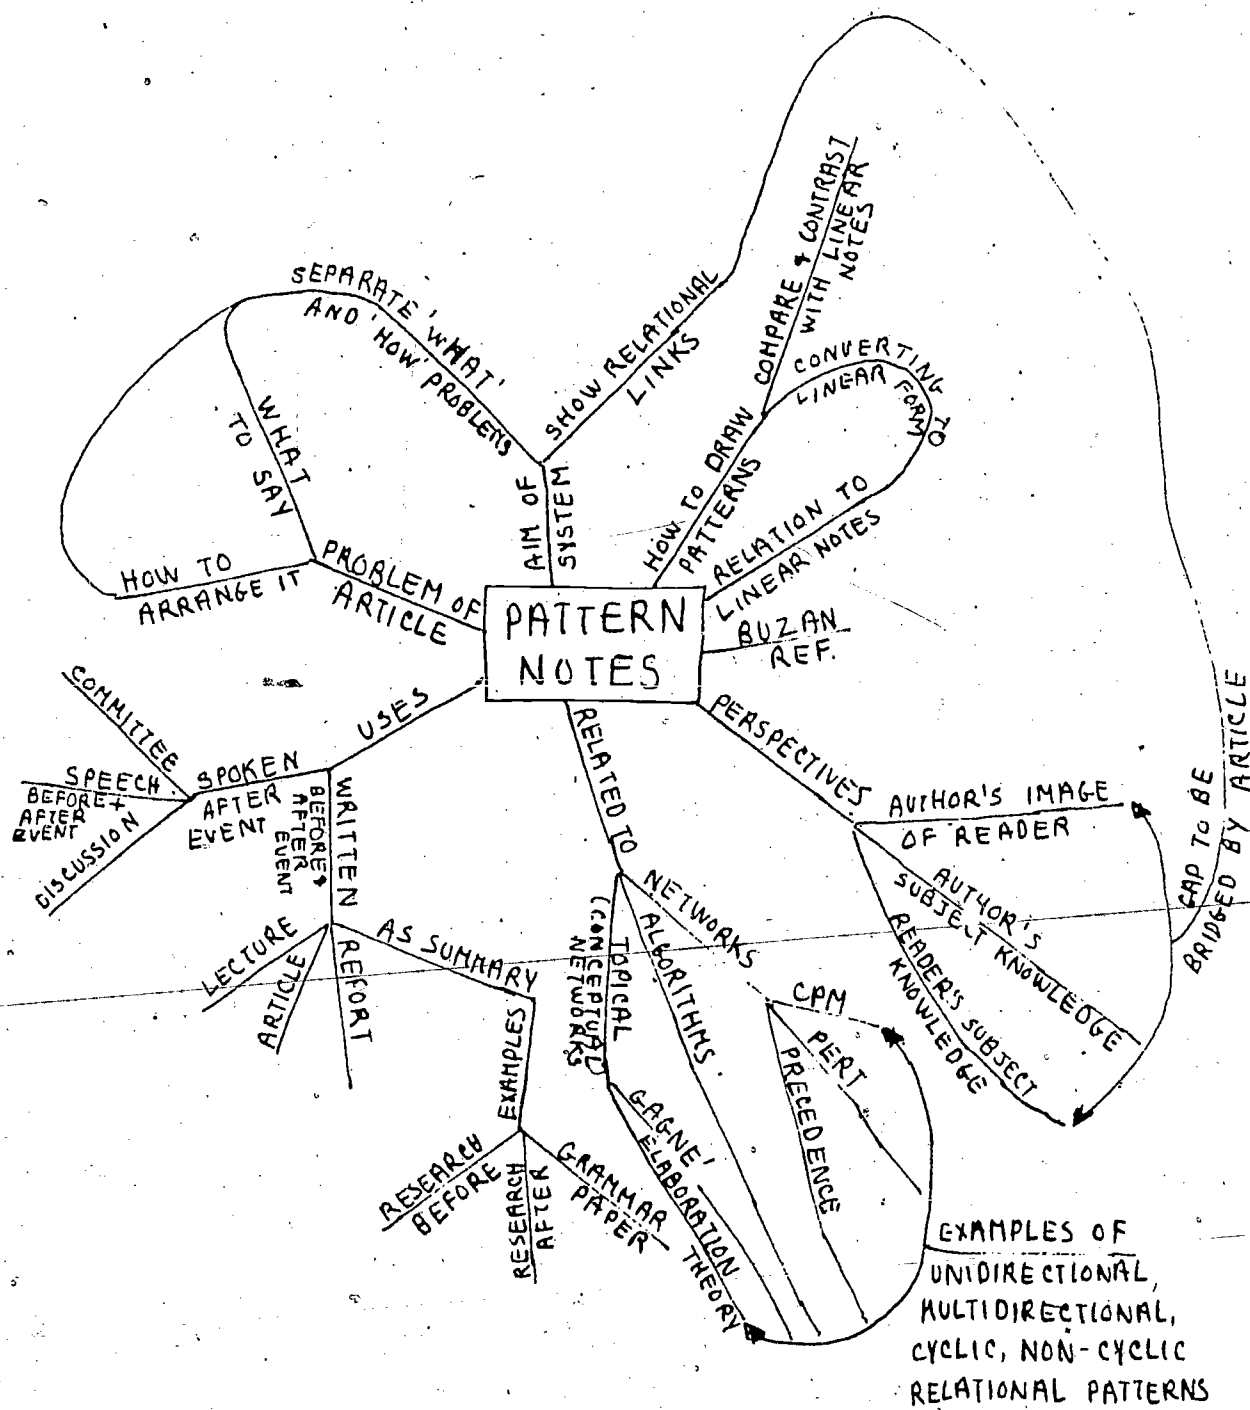 PATTERN
NOTES
AIM OF
SYSTEM
SEPARATE 'WHAT'
AND 'HOW' PROBLEMS
SHOW RELATIONAL
LINKS
HOW TO DRAW
PATTERNS
COMPARE & CONTRAST
WITH LINEAR
NOTES
CONVERTING TO
LINEAR FORM
RELATION TO
LINEAR NOTES
BUZAN
REF.
PERSPECTIVES
AUTHOR'S IMAGE
OF READER
AUTHOR'S
SUBJECT KNOWLEDGE
READER'S SUBJECT
KNOWLEDGE
GAP TO BE
BRIDGED BY ARTICLE
RELATED TO
NETWORKS
CPM
PERT
PRECEDENCE
ALGORITHMS
TOPICAL
(CONCEPTUAL)
NETWORKS
GAGNE'
ELABORATION THEORY
EXAMPLES OF
UNIDIRECTIONAL,
MULTIDIRECTIONAL,
CYCLIC, NON-CYCLIC
RELATIONAL PATTERNS
USES
SPOKEN
AFTER
EVENT
COMMITTEE
SPEECH
BEFORE +
AFTER
EVENT
DISCUSSION
WRITTEN
BEFORE &
AFTER
EVENT
LECTURE
ARTICLE
REPORT
AS SUMMARY
EXAMPLES
RESEARCH
BEFORE
RESEARCH
AFTER
GRAMMAR
PAPER
PROBLEM OF
ARTICLE
WHAT
TO SAY
HOW TO
ARRANGE IT